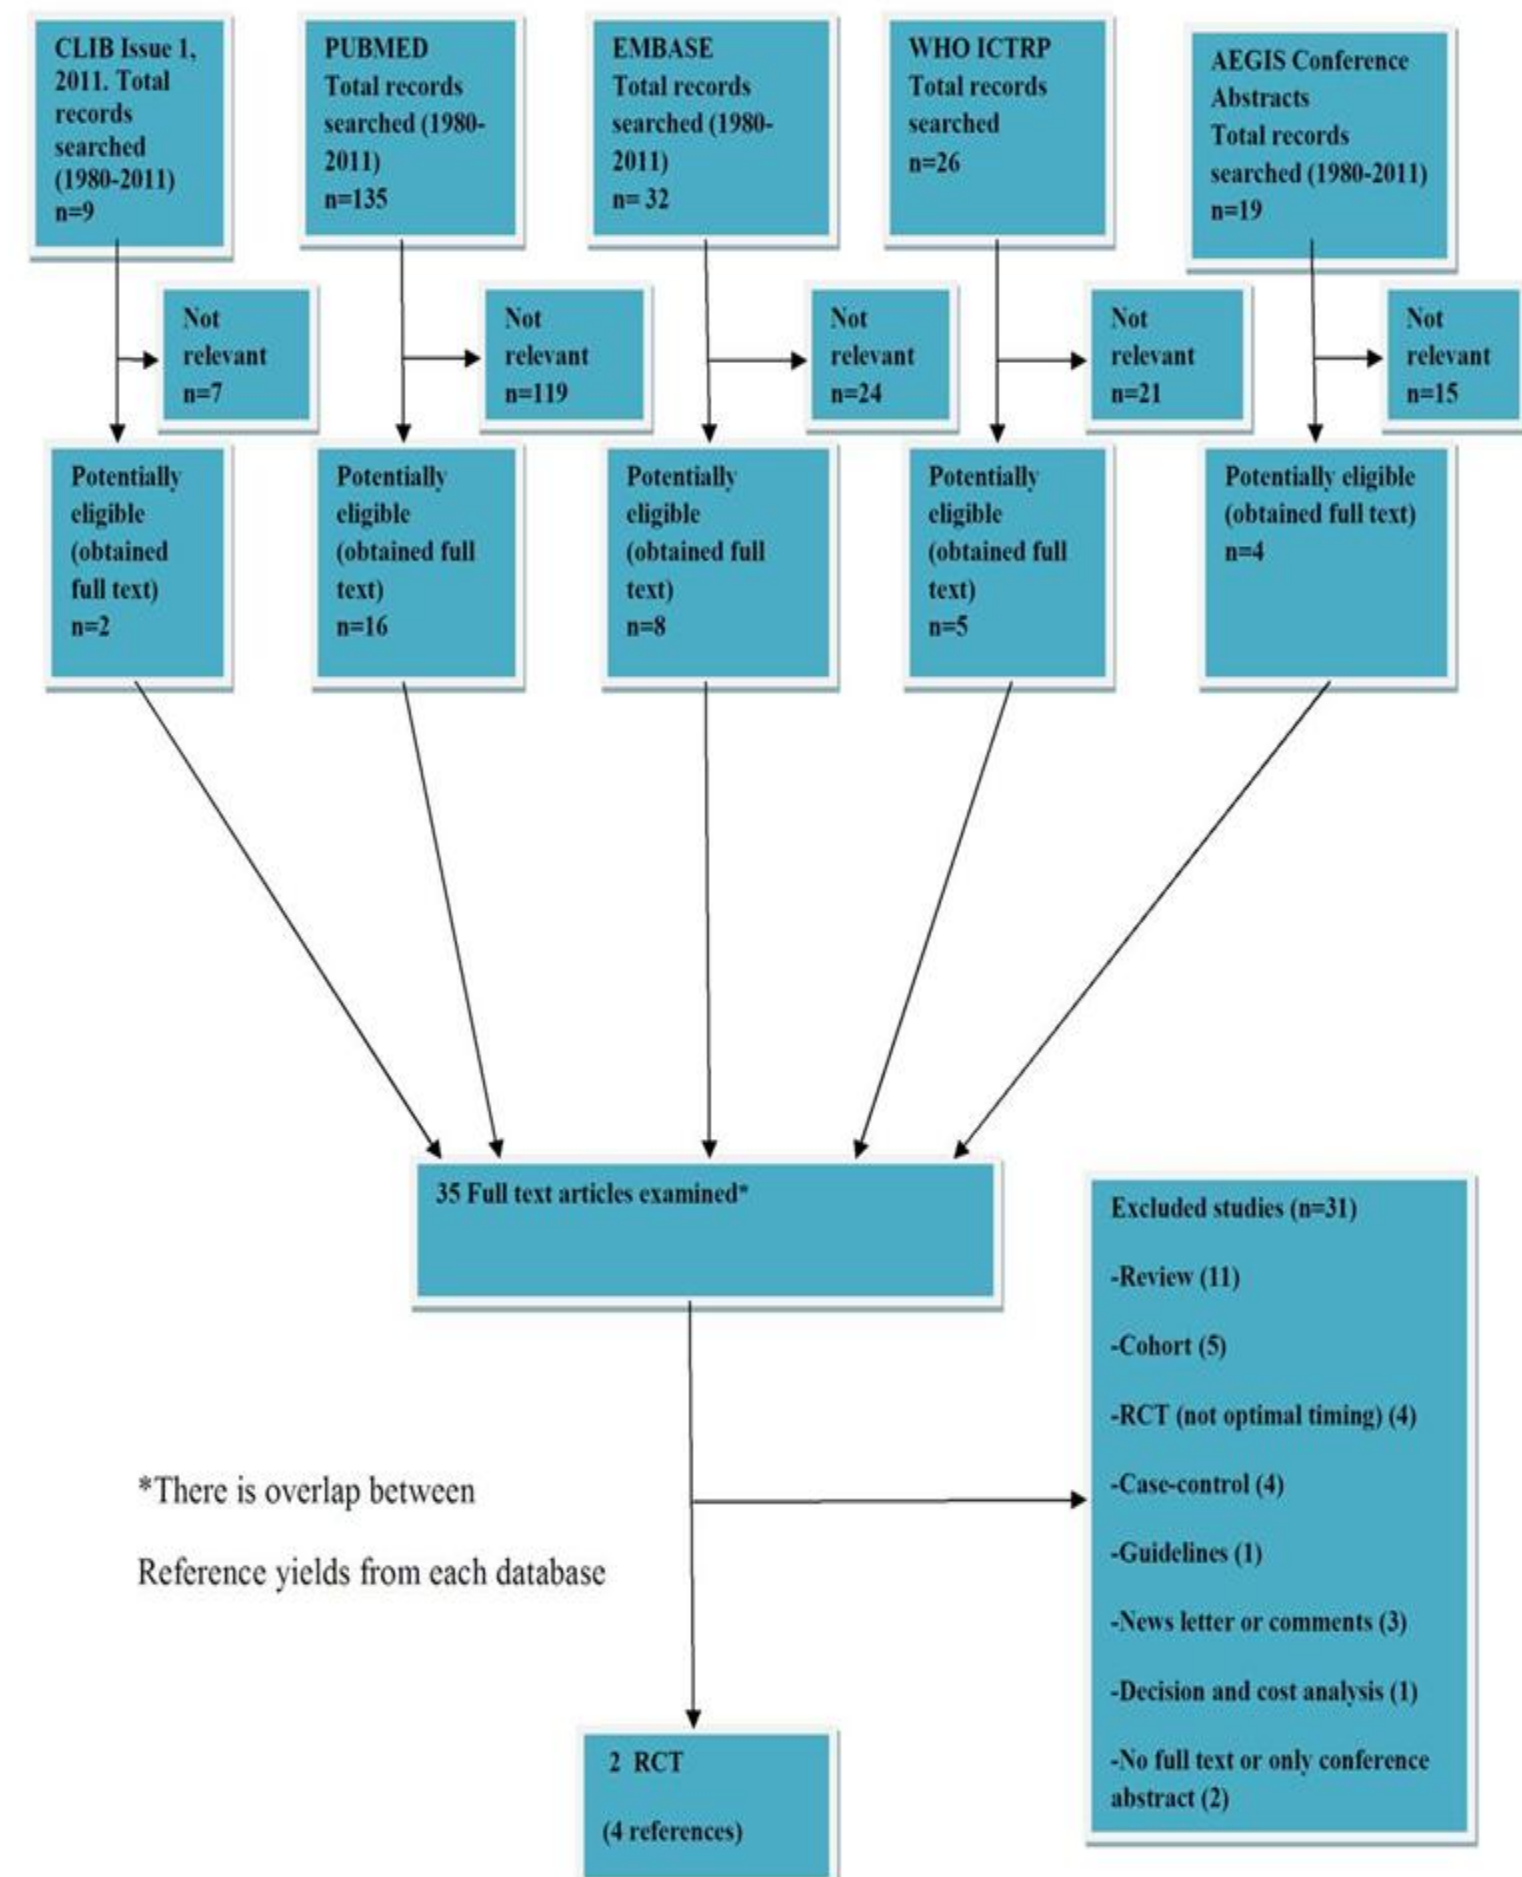 CLIB Issue 1,
2011. Total
records
searched
(1980-2011)
n=9
PUBMED
Total records
searched (1980-
2011)
n=135
EMBASE
Total records
searched (1980-
2011)
n= 32
WHO ICTRP
Total records
searched
n=26
AEGIS Conference
Abstracts
Total records
searched (1980-2011)
n=19
Not
relevant
n=7
Not
relevant
n=119
Not
relevant
n=24
Not
relevant
n=21
Not
relevant
n=15
Potentially
eligible
(obtained
full text)
n=2
Potentially
eligible
(obtained full
text)
n=16
Potentially
eligible
(obtained full
text)
n=8
Potentially
eligible
(obtained full
text)
n=5
Potentially eligible
(obtained full text)
n=4
35 Full text articles examined*
Excluded studies (n=31)
-Review (11)
-Cohort (5)
-RCT (not optimal timing) (4)
-Case-control (4)
-Guidelines (1)
-News letter or comments (3)
-Decision and cost analysis (1)
-No full text or only conference
abstract (2)
*There is overlap between
Reference yields from each database
2 RCT
(4 references)